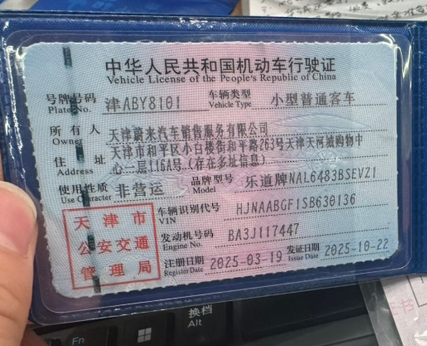 中华人民共和国机动车行驶证
Vehicle License of the People's Republic of China
号牌号码 津ABY8101 车辆类型 小型普通客车
Plate No. Vehicle Type
所有人 天津蔚来汽车销售服务有限公司
Owner
住址 天津市和平区小白楼街和平路263号天津天河城购物中
Address 心二层116A号(存在多址信息)
使用性质 非营运 品牌型号 乐道牌NAL6483BSEVZ1
Use Character Model
天津市
公安交通
管理局
车辆识别代号 HJNAABGF1SB630136
VIN
发动机号码 BA3J117447
Engine No.
注册日期 2025-03-19 发证日期 2025-10-22
Register Date Issue Date
换档
Fn Alt